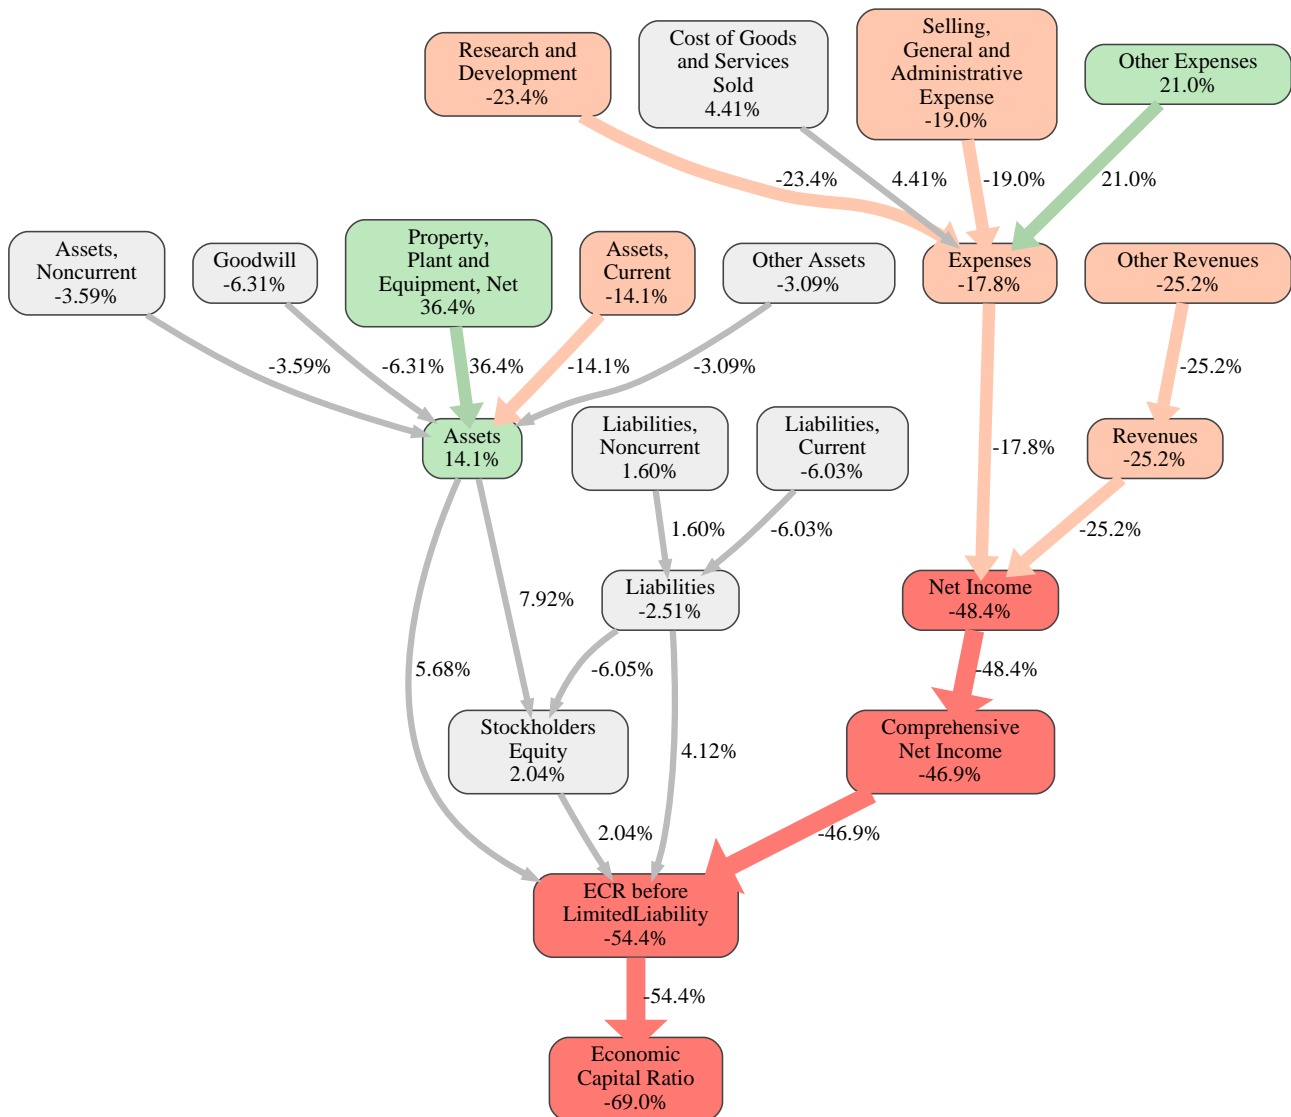 Research and
Development
-23.4%
Cost of Goods
and Services
Sold
4.41%
Selling,
General and
Administrative
Expense
-19.0%
Other Expenses
21.0%
-23.4%
4.41%
-19.0%
21.0%
Assets,
Noncurrent
-3.59%
Goodwill
-6.31%
Property,
Plant and
Equipment, Net
36.4%
Assets,
Current
-14.1%
Other Assets
-3.09%
Expenses
-17.8%
Other Revenues
-25.2%
-3.59%
-6.31%
36.4%
-14.1%
-3.09%
-25.2%
Assets
14.1%
Liabilities,
Noncurrent
1.60%
Liabilities,
Current
-6.03%
-17.8%
Revenues
-25.2%
1.60%
-6.03%
-25.2%
Liabilities
-2.51%
Net Income
-48.4%
7.92%
5.68%
-6.05%
-48.4%
Stockholders
Equity
2.04%
4.12%
Comprehensive
Net Income
-46.9%
2.04%
-46.9%
ECR before
LimitedLiability
-54.4%
-54.4%
Economic
Capital Ratio
-69.0%